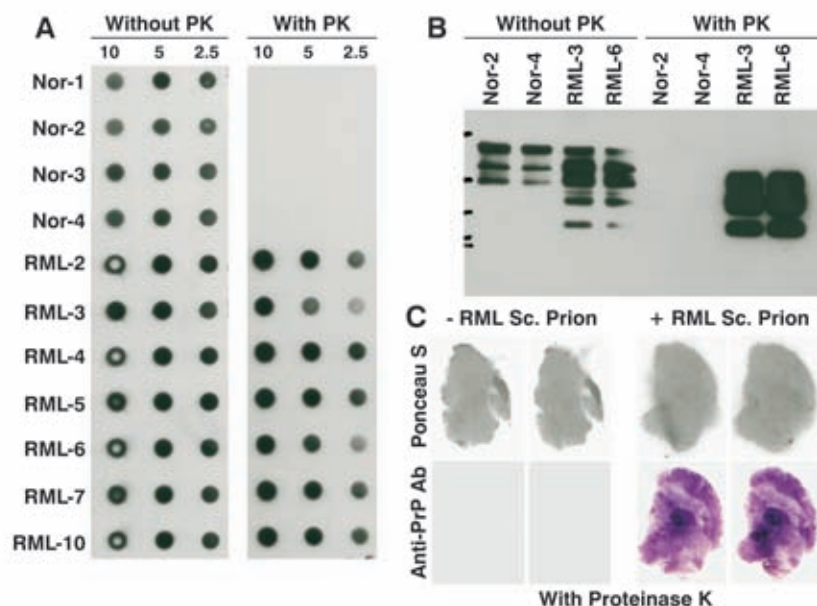 A
Without PK
With PK
10 5 2.5
10 5 2.5
Nor-1
Nor-2
Nor-3
Nor-4
RML-2
RML-3
RML-4
RML-5
RML-6
RML-7
RML-10
B
Without PK
With PK
Nor-2
Nor-4
RML-3
RML-6
Nor-2
Nor-4
RML-3
RML-6
C
- RML Sc. Prion
+ RML Sc. Prion
Ponceau S
Anti-PrP Ab
With Proteinase K